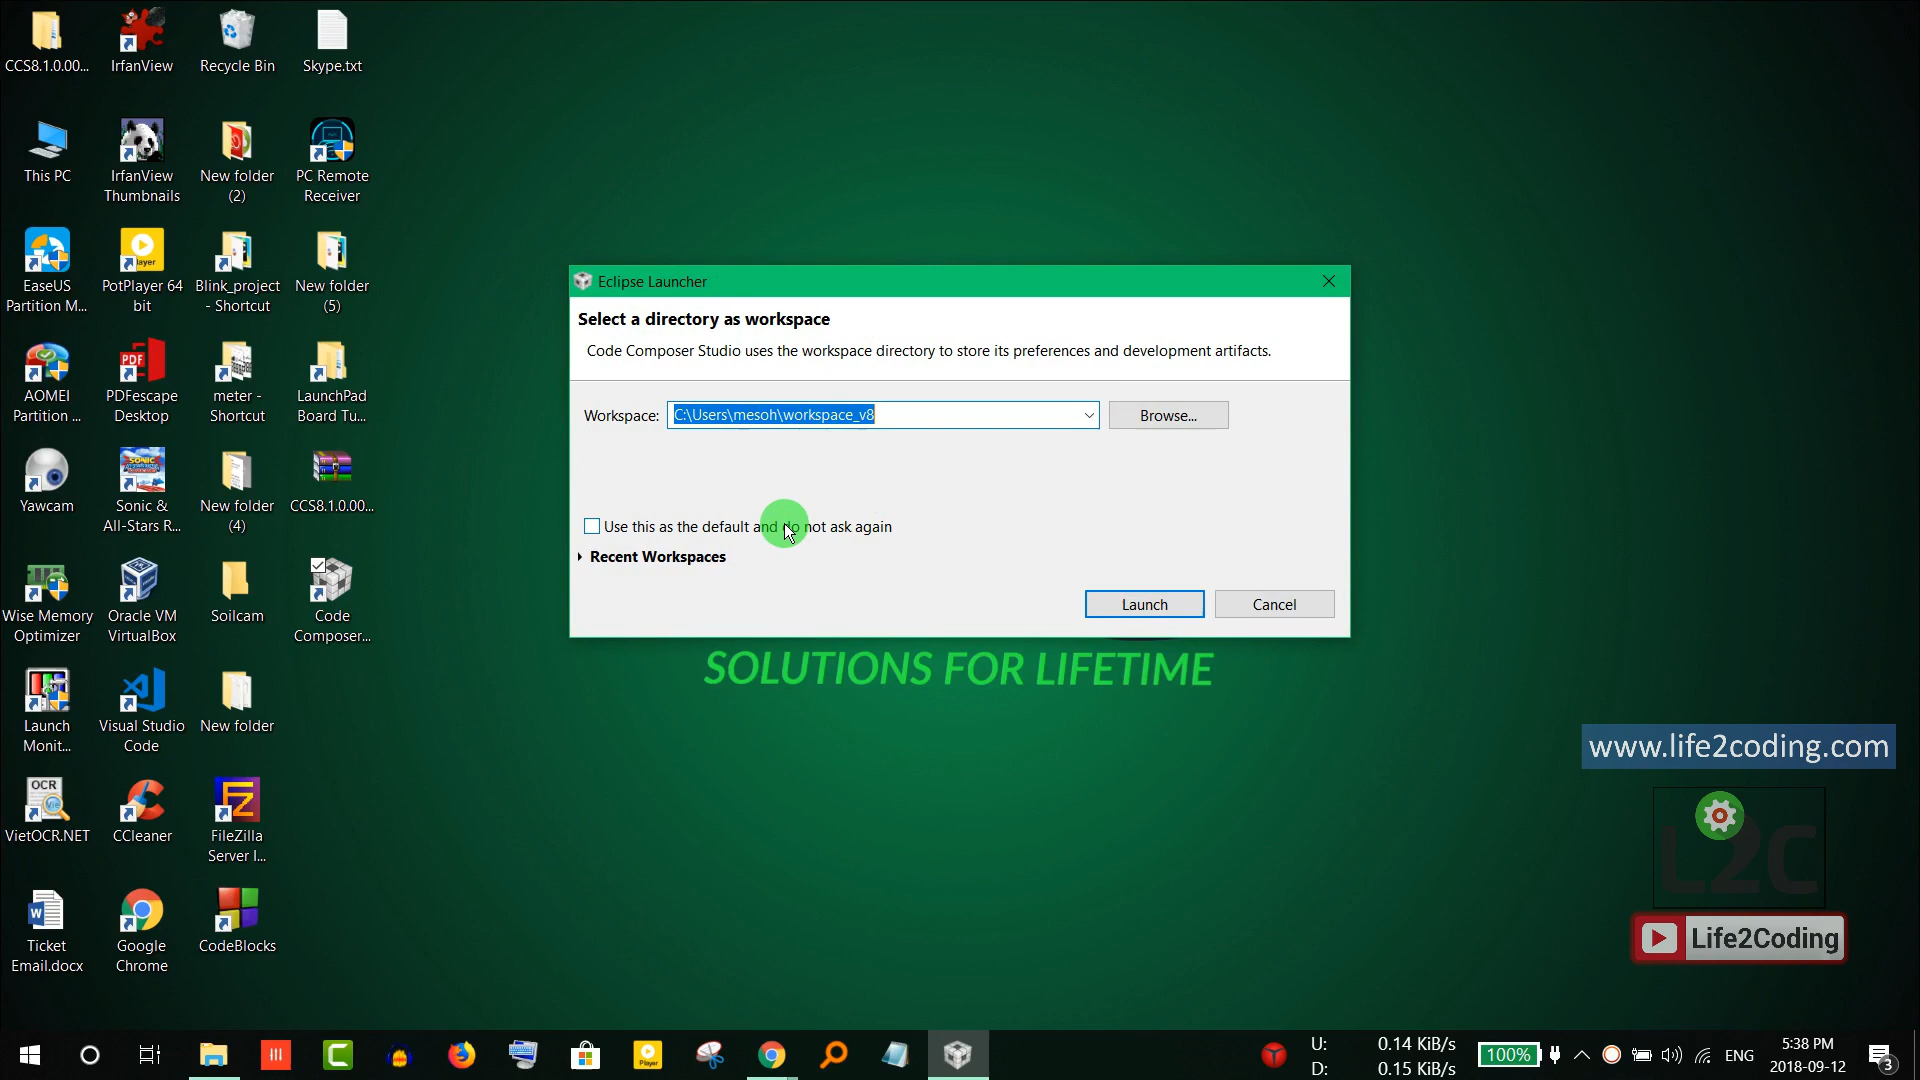 CCS8.1.0.00...
IrfanView
Recycle Bin
Skype.txt
This PC
IrfanView
Thumbnails
New folder
(2)
PC Remote
Receiver
EaseUS
Partition M...
PotPlayer 64
bit
Blink_project
- Shortcut
New folder
(5)
AOMEI
Partition ...
PDF
PDFescape
Desktop
meter -
Shortcut
LaunchPad
Board Tu...
Yawcam
Sonic &
All-Stars R...
New folder
(4)
CCS8.1.0.00...
Wise Memory
Optimizer
Oracle VM
VirtualBox
Soilcam
Code
Composer...
Launch
Monit...
Visual Studio
Code
New folder
OCR
VietOCR.NET
CCleaner
FileZilla
Server I...
Ticket
Email.docx
Google
Chrome
CodeBlocks
Eclipse Launcher
Select a directory as workspace
Code Composer Studio uses the workspace directory to store its preferences and development artifacts.
Workspace:
C:\Users\mesoh\workspace_v8
Browse...
Use this as the default and do not ask again
Recent Workspaces
Launch
Cancel
SOLUTIONS FOR LIFETIME
www.life2coding.com
L2C
Life2Coding
U: 0.14 KiB/s
D: 0.15 KiB/s
100%
ENG
5:38 PM
2018-09-12
3